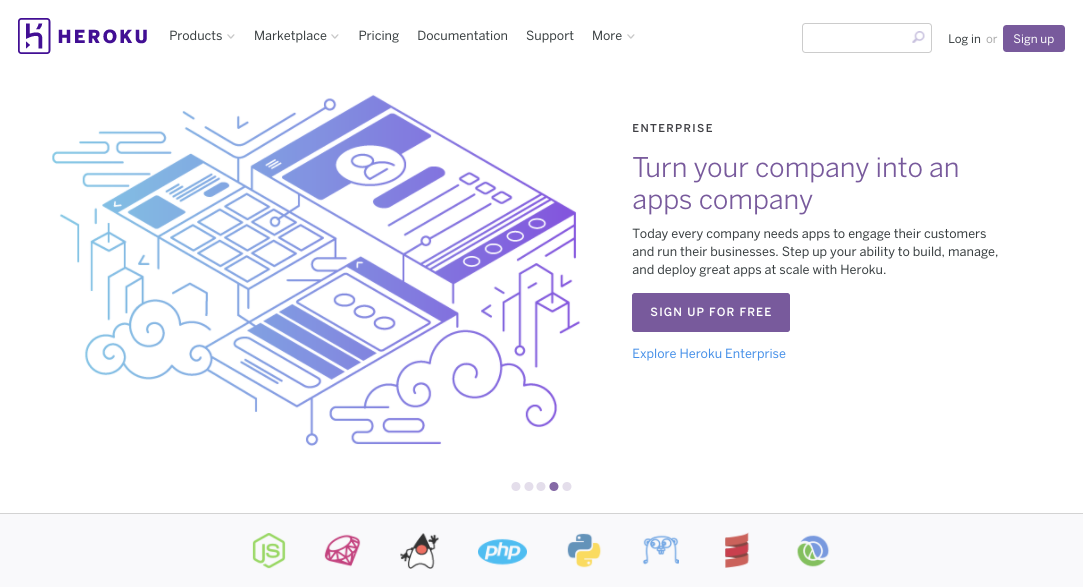 HEROKU
Products
Marketplace
Pricing
Documentation
Support
More
Log in or
Sign up
ENTERPRISE
Turn your company into an
apps company
Today every company needs apps to engage their customers
and run their businesses. Step up your ability to build, manage,
and deploy great apps at scale with Heroku.
SIGN UP FOR FREE
Explore Heroku Enterprise
JS
php